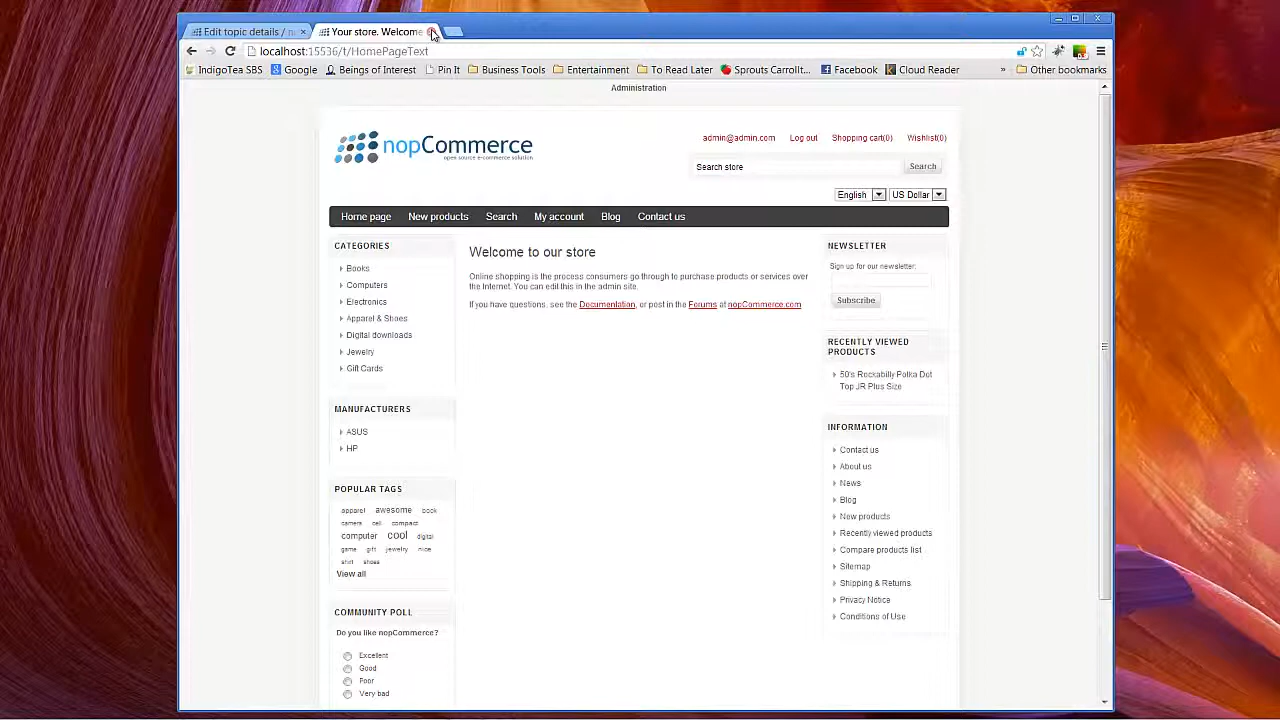 Edit topic details /
Your store. Welcome
localhost:15536/t/HomePageText
IndigoTea SBS
Google
Beings of Interest
Pin It
Business Tools
Entertainment
To Read Later
Sprouts Carrollt...
Facebook
Cloud Reader
»
Other bookmarks
Administration
nopCommerce
open source e-commerce solution
admin@admin.com
Log out
Shopping cart(0)
Wishlist(0)
Search store
Search
English
US Dollar
Home page
New products
Search
My account
Blog
Contact us
CATEGORIES
Books
Computers
Electronics
Apparel & Shoes
Digital downloads
Jewelry
Gift Cards
MANUFACTURERS
ASUS
HP
POPULAR TAGS
apparel awesome book
camera cell compact
computer cool digital
game gift jewelry nice
shirt shoes
View all
COMMUNITY POLL
Do you like nopCommerce?
Excellent
Good
Poor
Very bad
Welcome to our store
Online shopping is the process consumers go through to purchase products or services over
the Internet. You can edit this in the admin site.
If you have questions, see the Documentation, or post in the Forums at nopCommerce.com
NEWSLETTER
Sign up for our newsletter:
Subscribe
RECENTLY VIEWED
PRODUCTS
50's Rockabilly Polka Dot
Top JR Plus Size
INFORMATION
Contact us
About us
News
Blog
New products
Recently viewed products
Compare products list
Sitemap
Shipping & Returns
Privacy Notice
Conditions of Use